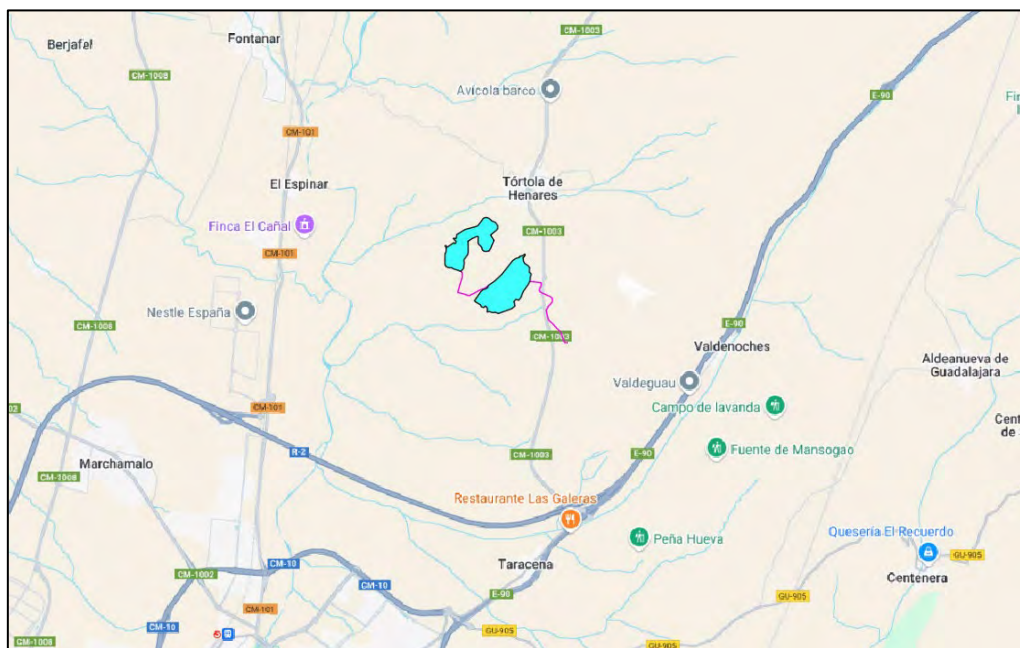 CM-1003
Fontanar
Berjafel
CM-1008
Avícola barco
E-90
CM-101
El Espinar
Tórtola de
Henares
Finca El Cañal
CM-1003
CM-101
Nestle España
CM-1008
CM-1003
E-90
Valdenoches
Aldeanueva de
Guadalajara
Valdeguau
CM-101
Campo de lavanda
R-2
CM-1003
E-90
Fuente de Mansogao
Marchamalo
CM-1008
Restaurante Las Galeras
Peña Hueva
Quesería El Recuerdo
GU-905
Taracena
CM-10
CM-1002
CM-10
Centenera
E-90
GU-905
CM-101
CM-10
GU-905
CM-1008
GU-905